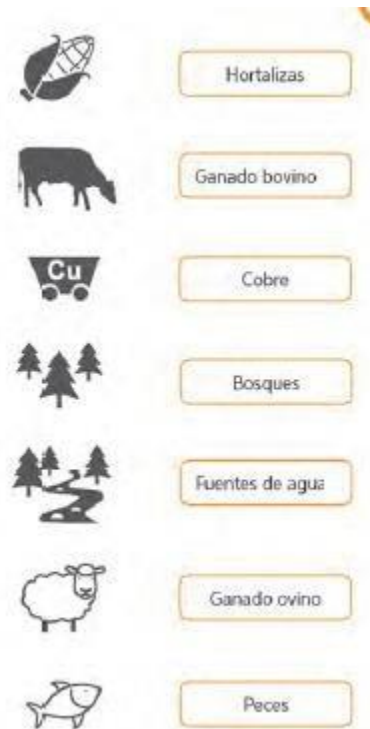 Hortalizas
Ganado bovino
Cu
Cobre
Bosques
Fuentes de agua
Ganado ovino
Peces